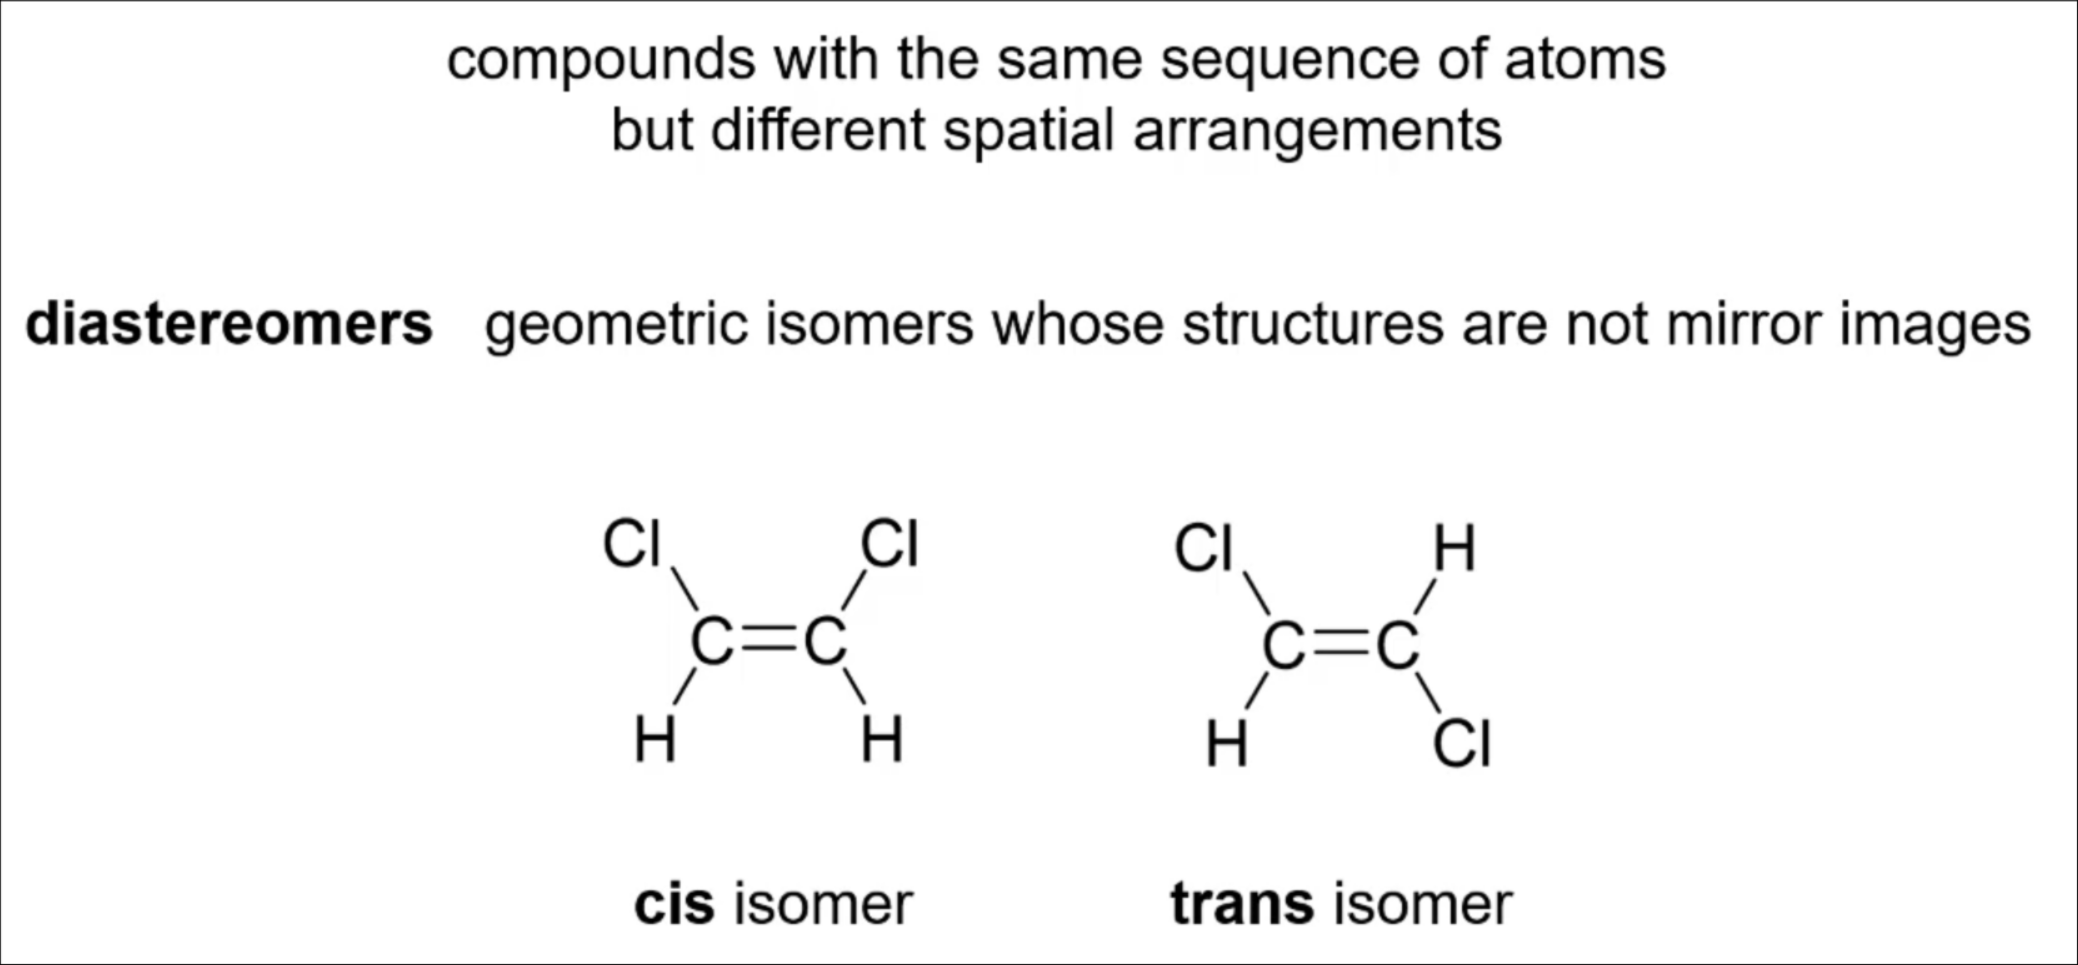 compounds with the same sequence of atoms
but different spatial arrangements
diastereomers geometric isomers whose structures are not mirror images
Cl Cl Cl H
C=C C=C
H H H Cl
cis isomer trans isomer